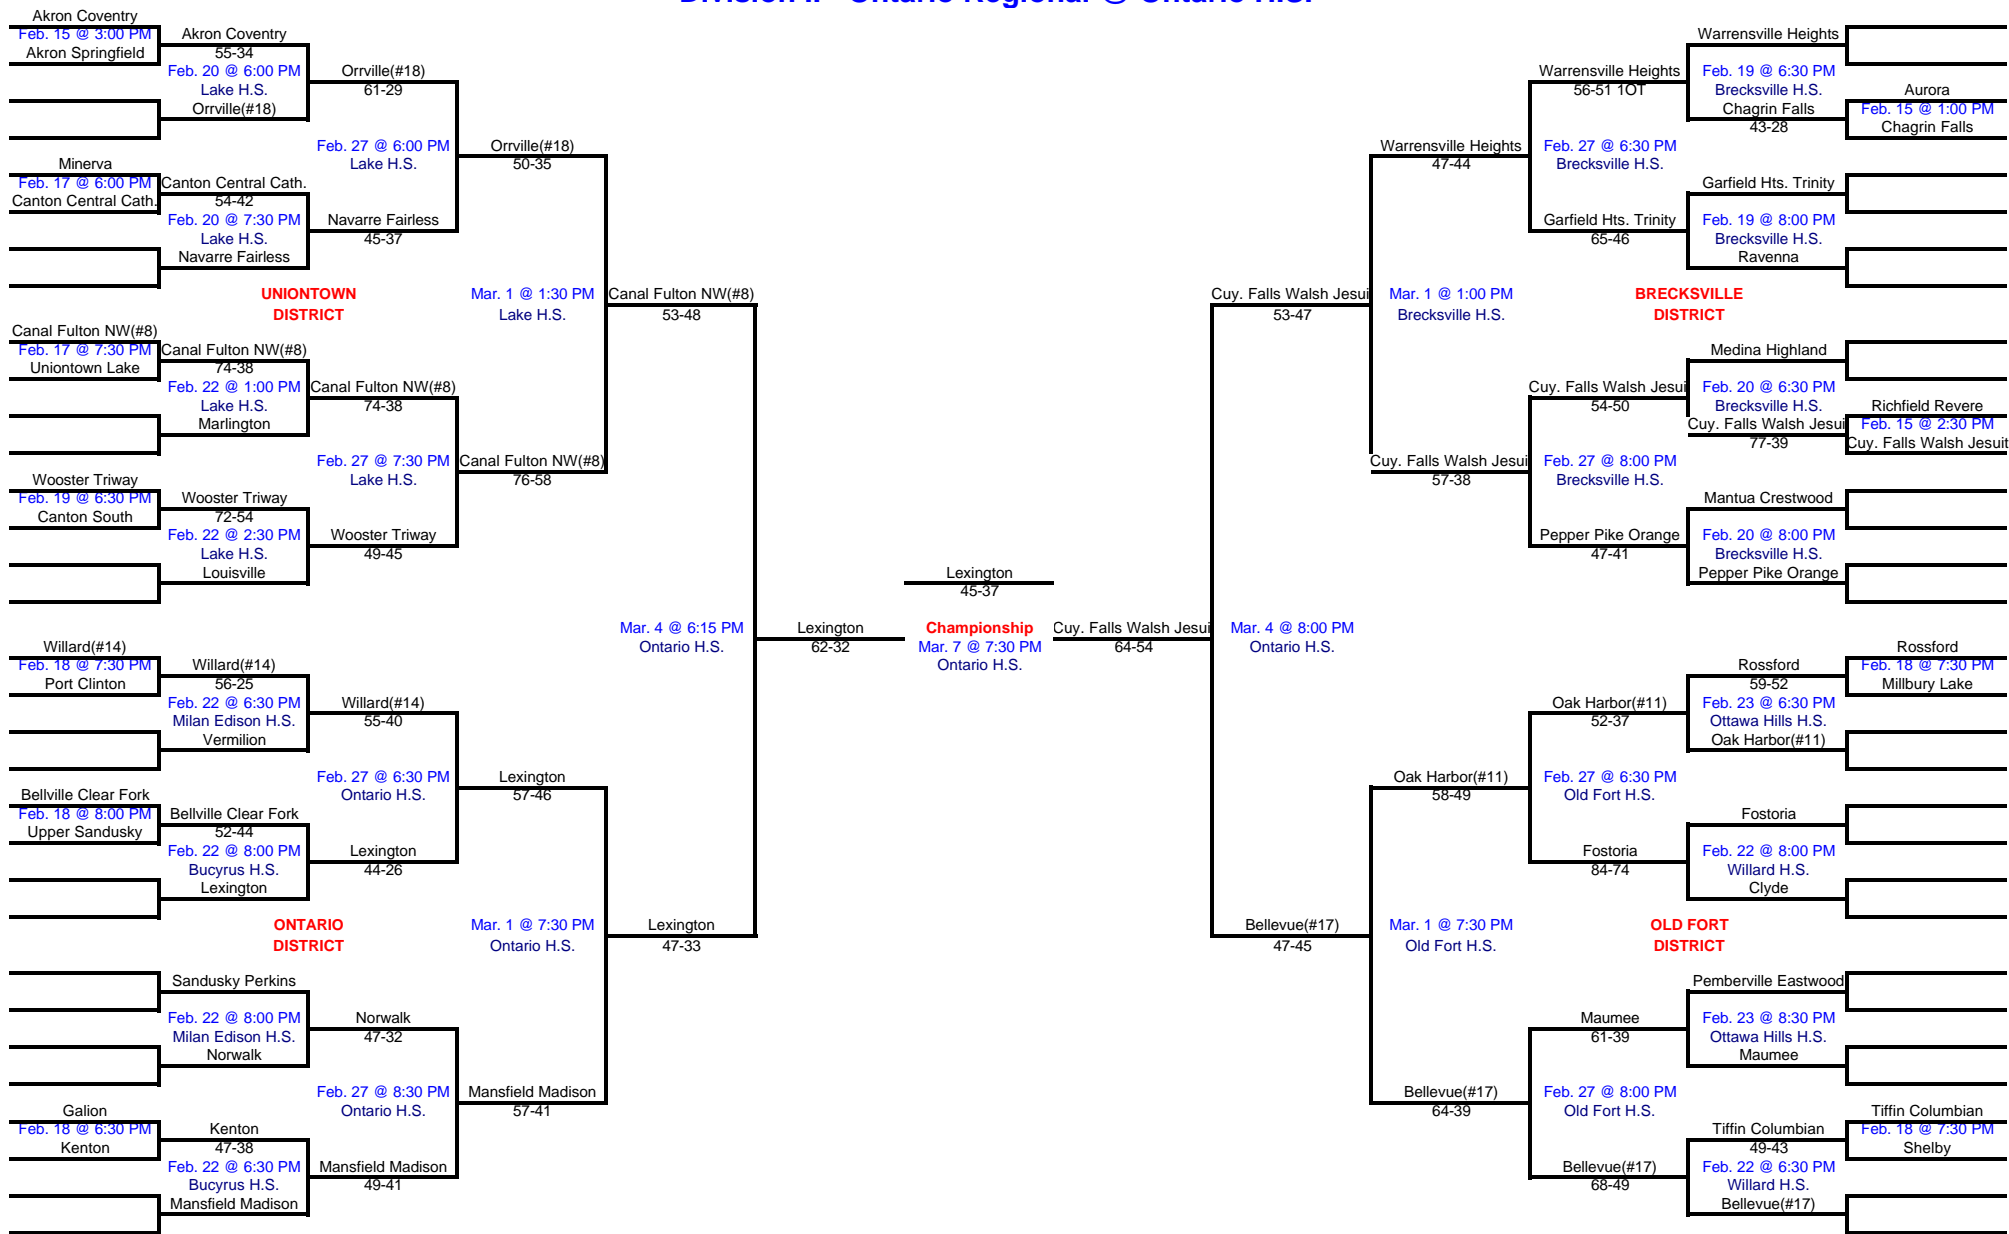 Division II - Ontario Regional @ Ontario H.S.
Akron Coventry
Feb. 15 @ 3:00 PM
Akron Springfield
Akron Coventry
55-34
Feb. 20 @ 6:00 PM
Lake H.S.
Orrville(#18)
Orrville(#18)
61-29
Minerva
Feb. 17 @ 6:00 PM
Canton Central Cath.
Canton Central Cath.
54-42
Feb. 20 @ 7:30 PM
Lake H.S.
Navarre Fairless
Navarre Fairless
45-37
Feb. 27 @ 6:00 PM
Lake H.S.
Orrville(#18)
50-35
UNIONTOWN
DISTRICT
Mar. 1 @ 1:30 PM
Lake H.S.
Canal Fulton NW(#8)
53-48
Canal Fulton NW(#8)
Feb. 17 @ 7:30 PM
Uniontown Lake
Canal Fulton NW(#8)
74-38
Feb. 22 @ 1:00 PM
Lake H.S.
Marlington
Canal Fulton NW(#8)
74-38
Feb. 27 @ 7:30 PM
Lake H.S.
Canal Fulton NW(#8)
76-58
Wooster Triway
Feb. 19 @ 6:30 PM
Canton South
Wooster Triway
72-54
Feb. 22 @ 2:30 PM
Lake H.S.
Louisville
Wooster Triway
49-45
Mar. 4 @ 6:15 PM
Ontario H.S.
Lexington
62-32
Willard(#14)
Feb. 18 @ 7:30 PM
Port Clinton
Willard(#14)
56-25
Feb. 22 @ 6:30 PM
Milan Edison H.S.
Vermilion
Willard(#14)
55-40
Feb. 27 @ 6:30 PM
Ontario H.S.
Lexington
57-46
Bellville Clear Fork
Feb. 18 @ 8:00 PM
Upper Sandusky
Bellville Clear Fork
52-44
Feb. 22 @ 8:00 PM
Bucyrus H.S.
Lexington
Lexington
44-26
ONTARIO
DISTRICT
Mar. 1 @ 7:30 PM
Ontario H.S.
Lexington
47-33
Sandusky Perkins
Feb. 22 @ 8:00 PM
Milan Edison H.S.
Norwalk
Norwalk
47-32
Feb. 27 @ 8:30 PM
Ontario H.S.
Mansfield Madison
57-41
Galion
Feb. 18 @ 6:30 PM
Kenton
Kenton
47-38
Feb. 22 @ 6:30 PM
Bucyrus H.S.
Mansfield Madison
Mansfield Madison
49-41
Lexington
45-37
Championship
Mar. 7 @ 7:30 PM
Ontario H.S.
Cuy. Falls Walsh Jesui
64-54
Mar. 4 @ 8:00 PM
Ontario H.S.
Warrensville Heights
Warrensville Heights
56-51 1OT
Feb. 19 @ 6:30 PM
Brecksville H.S.
Chagrin Falls
43-28
Aurora
Feb. 15 @ 1:00 PM
Chagrin Falls
Warrensville Heights
47-44
Feb. 27 @ 6:30 PM
Brecksville H.S.
Garfield Hts. Trinity
Garfield Hts. Trinity
65-46
Feb. 19 @ 8:00 PM
Brecksville H.S.
Ravenna
Cuy. Falls Walsh Jesui
53-47
Mar. 1 @ 1:00 PM
Brecksville H.S.
BRECKSVILLE
DISTRICT
Medina Highland
Cuy. Falls Walsh Jesui
54-50
Feb. 20 @ 6:30 PM
Brecksville H.S.
Cuy. Falls Walsh Jesui
77-39
Richfield Revere
Feb. 15 @ 2:30 PM
Cuy. Falls Walsh Jesuit
Cuy. Falls Walsh Jesui
57-38
Feb. 27 @ 8:00 PM
Brecksville H.S.
Mantua Crestwood
Pepper Pike Orange
47-41
Feb. 20 @ 8:00 PM
Brecksville H.S.
Pepper Pike Orange
Rossford
Feb. 18 @ 7:30 PM
Millbury Lake
Rossford
59-52
Oak Harbor(#11)
52-37
Feb. 23 @ 6:30 PM
Ottawa Hills H.S.
Oak Harbor(#11)
Oak Harbor(#11)
58-49
Feb. 27 @ 6:30 PM
Old Fort H.S.
Fostoria
Fostoria
84-74
Feb. 22 @ 8:00 PM
Willard H.S.
Clyde
Bellevue(#17)
47-45
Mar. 1 @ 7:30 PM
Old Fort H.S.
OLD FORT
DISTRICT
Pemberville Eastwood
Maumee
61-39
Feb. 23 @ 8:30 PM
Ottawa Hills H.S.
Maumee
Bellevue(#17)
64-39
Feb. 27 @ 8:00 PM
Old Fort H.S.
Tiffin Columbian
Feb. 18 @ 7:30 PM
Shelby
Tiffin Columbian
49-43
Bellevue(#17)
68-49
Feb. 22 @ 6:30 PM
Willard H.S.
Bellevue(#17)